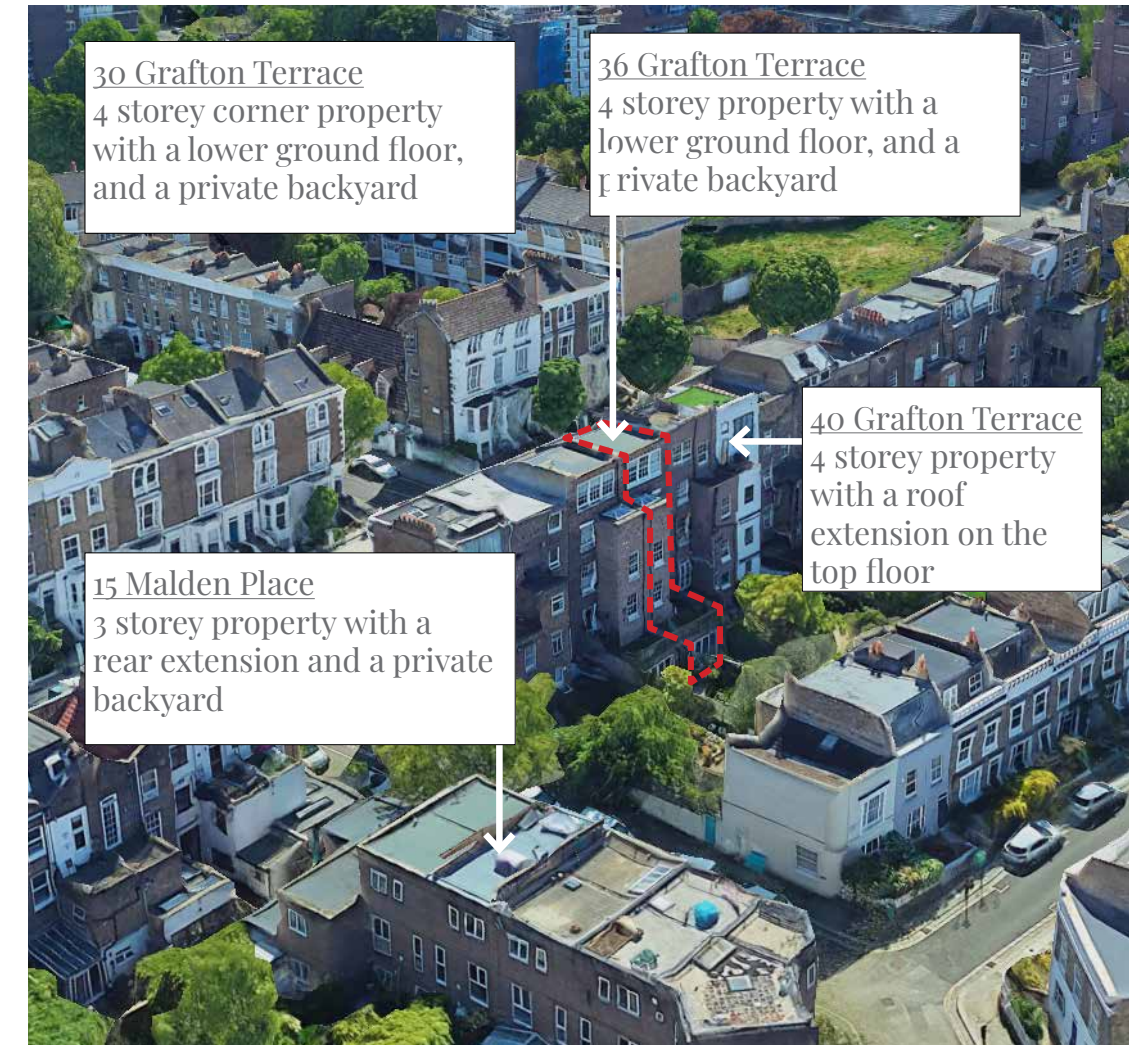 30 Grafton Terrace
4 storey corner property
with a lower ground floor,
and a private backyard
36 Grafton Terrace
4 storey property with a
lower ground floor, and a
private backyard
40 Grafton Terrace
4 storey property
with a roof
extension on the
top floor
15 Malden Place
3 storey property with a
rear extension and a private
backyard